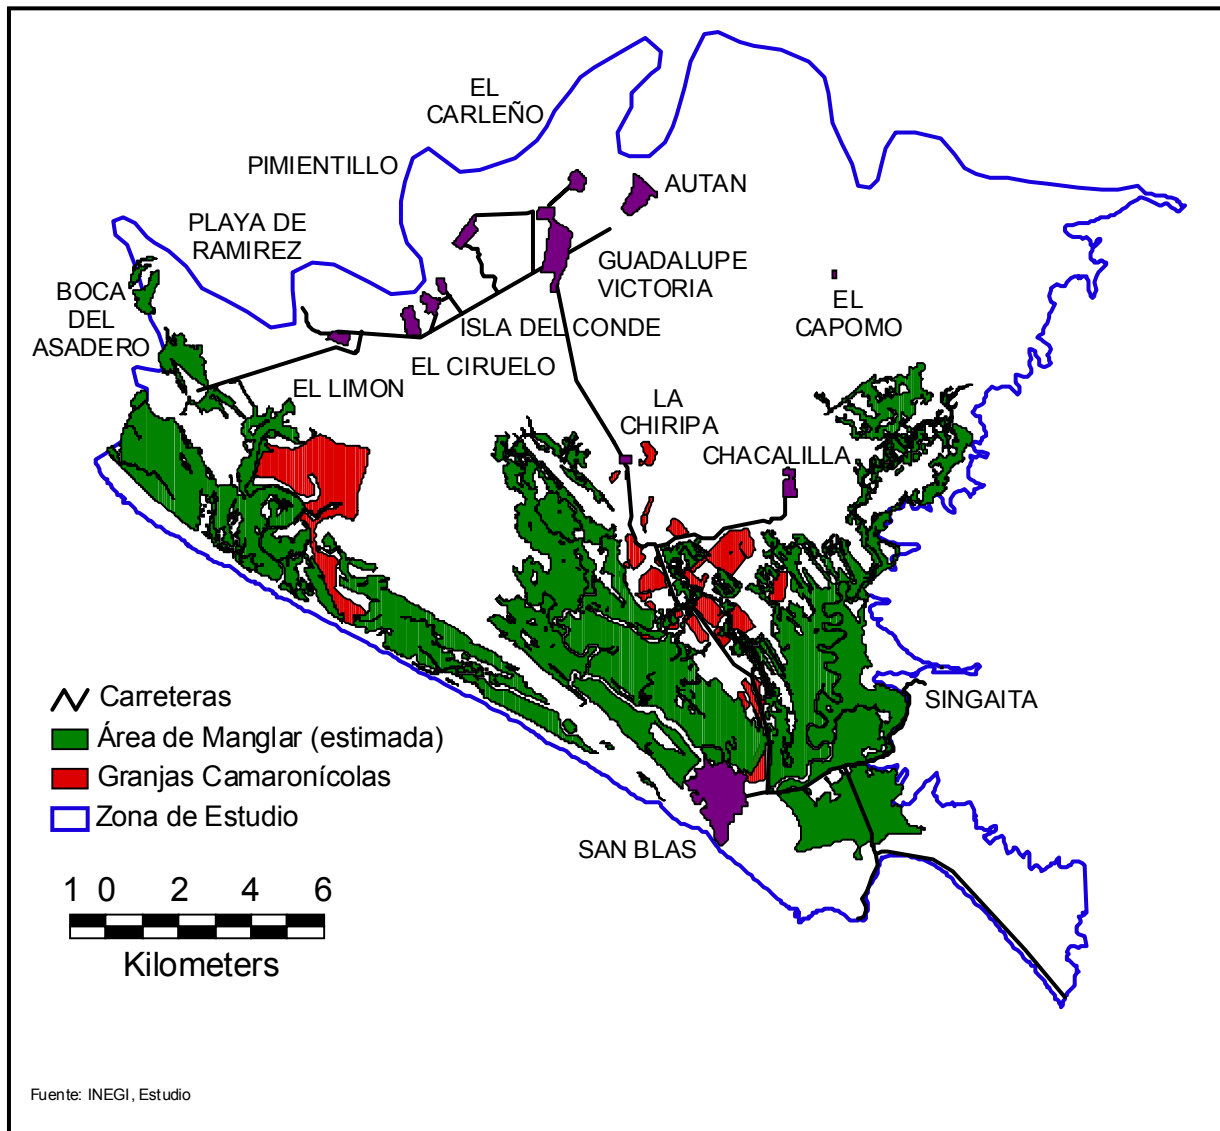 EL
CARLEÑO
PIMIENTILLO
AUTAN
PLAYA DE
RAMIREZ
GUADALUPE
VICTORIA
BOCA
DEL
ASADERO
EL
CAPOMO
ISLA DEL CONDE
EL CIRUELO
EL LIMON
LA
CHIRIPA
CHACALILLA
SINGAITA
Carreteras
Área de Manglar (estimada)
Granjas Camaronícolas
Zona de Estudio
SAN BLAS
1 0 2 4 6
Kilometers
Fuente: INEGI, Estudio